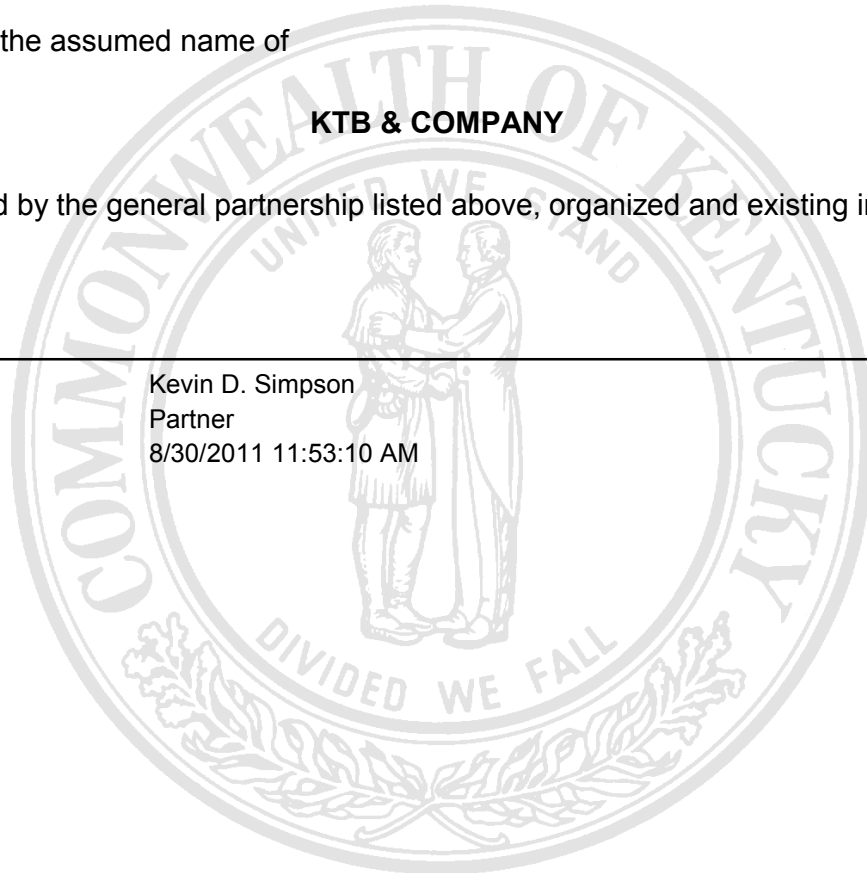 the assumed name of
KTB & COMPANY
d by the general partnership listed above, organized and existing i
Kevin D. Simpson
Partner
8/30/2011 11:53:10 AM
COMMONWEALTH OF KENTUCKY
UNITED WE STAND
DIVIDED WE FALL